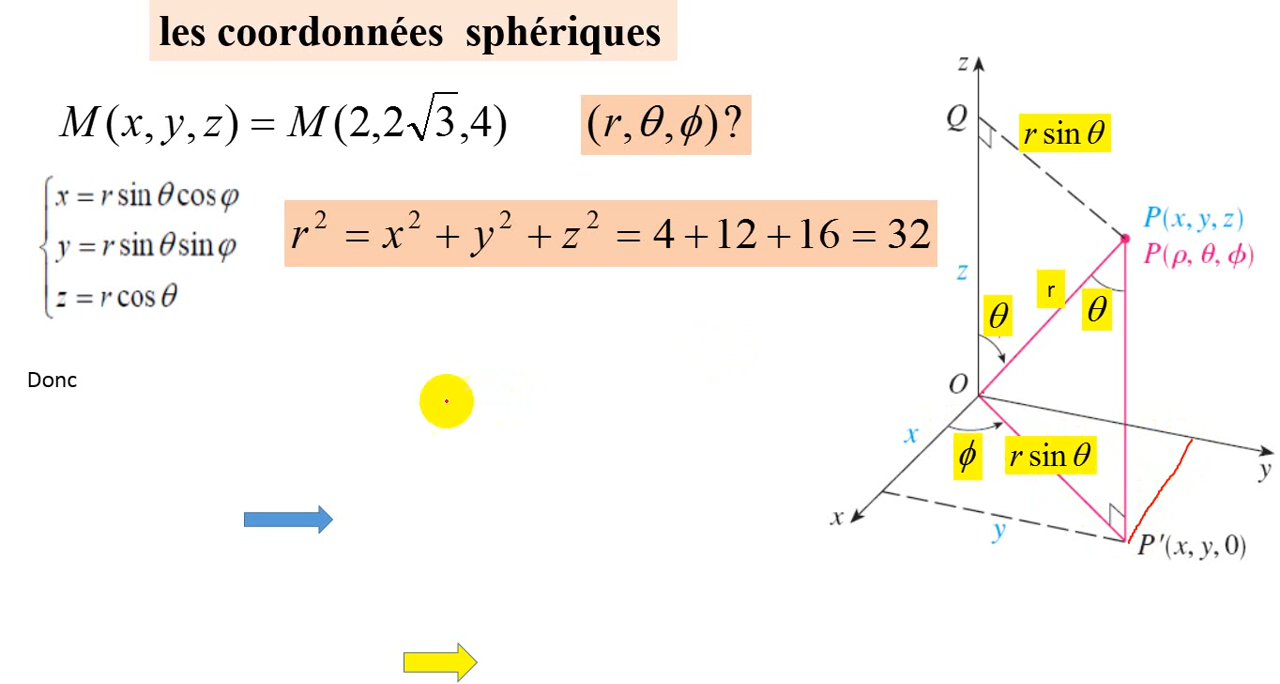 les coordonnées sphériques
M(x, y, z) = M(2,2√3,4)
(r, θ, ϕ)?
x = r sin θ cos φ
y = r sin θ sin φ
z = r cos θ
r² = x² + y² + z² = 4 + 12 + 16 = 32
Donc
z
Q
r sin θ
P(x, y, z)
P(ρ, θ, ϕ)
z
r
θ
θ
O
x
ϕ
r sin θ
y
x
y
P′(x, y, 0)